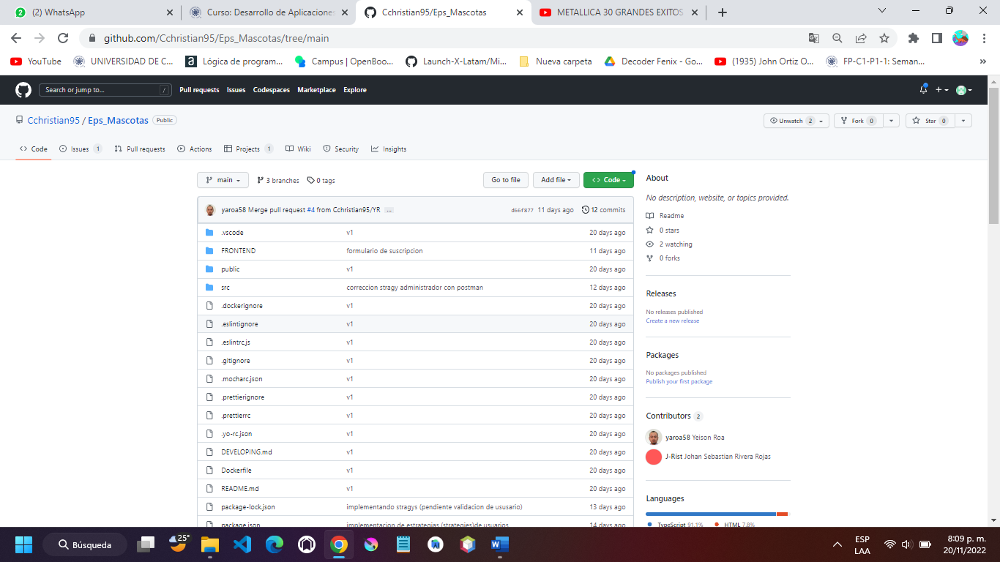 (2) WhatsApp
Curso: Desarrollo de Aplicaciones
Cchristian95/Eps_Mascotas
METALLICA 30 GRANDES EXITOS
github.com/Cchristian95/Eps_Mascotas/tree/main
YouTube
UNIVERSIDAD DE C...
Lógica de program...
Campus | OpenBoo...
Launch-X-Latam/Mi...
Nueva carpeta
Decoder Fenix - Go...
(1935) John Ortiz O...
FP-C1-P1-1: Seman...
Search or jump to...
/
Pull requests
Issues
Codespaces
Marketplace
Explore
Cchristian95 / Eps_Mascotas
Public
Unwatch 2
Fork 0
Star 0
Code
Issues 1
Pull requests
Actions
Projects 1
Wiki
Security
Insights
main
3 branches
0 tags
Go to file
Add file
Code
yaroa58 Merge pull request #4 from Cchristian95/YR ...
d66f877 11 days ago
12 commits
.vscode v1 20 days ago
FRONTEND formulario de suscripcion 11 days ago
public v1 20 days ago
src correccion stragy administrador con postman 12 days ago
.dockerignore v1 20 days ago
.eslintignore v1 20 days ago
.eslintrc.js v1 20 days ago
.gitignore v1 20 days ago
.mocharc.json v1 20 days ago
.prettierignore v1 20 days ago
.prettierrc v1 20 days ago
.yo-rc.json v1 20 days ago
DEVELOPING.md v1 20 days ago
Dockerfile v1 20 days ago
README.md v1 20 days ago
package-lock.json implementando stragys (pendiente validacion de ususario) 13 days ago
package.json implementacion de estrategias (strategies)de usuarios 14 days ago
About
No description, website, or topics provided.
Readme
0 stars
2 watching
0 forks
Releases
No releases published
Create a new release
Packages
No packages published
Publish your first package
Contributors 2
yaroa58 Yeison Roa
J-Rist Johan Sebastian Rivera Rojas
Languages
TypeScript 91.1%
HTML 7.8%
Búsqueda
25°
ESP
LAA
8:09 p. m.
20/11/2022